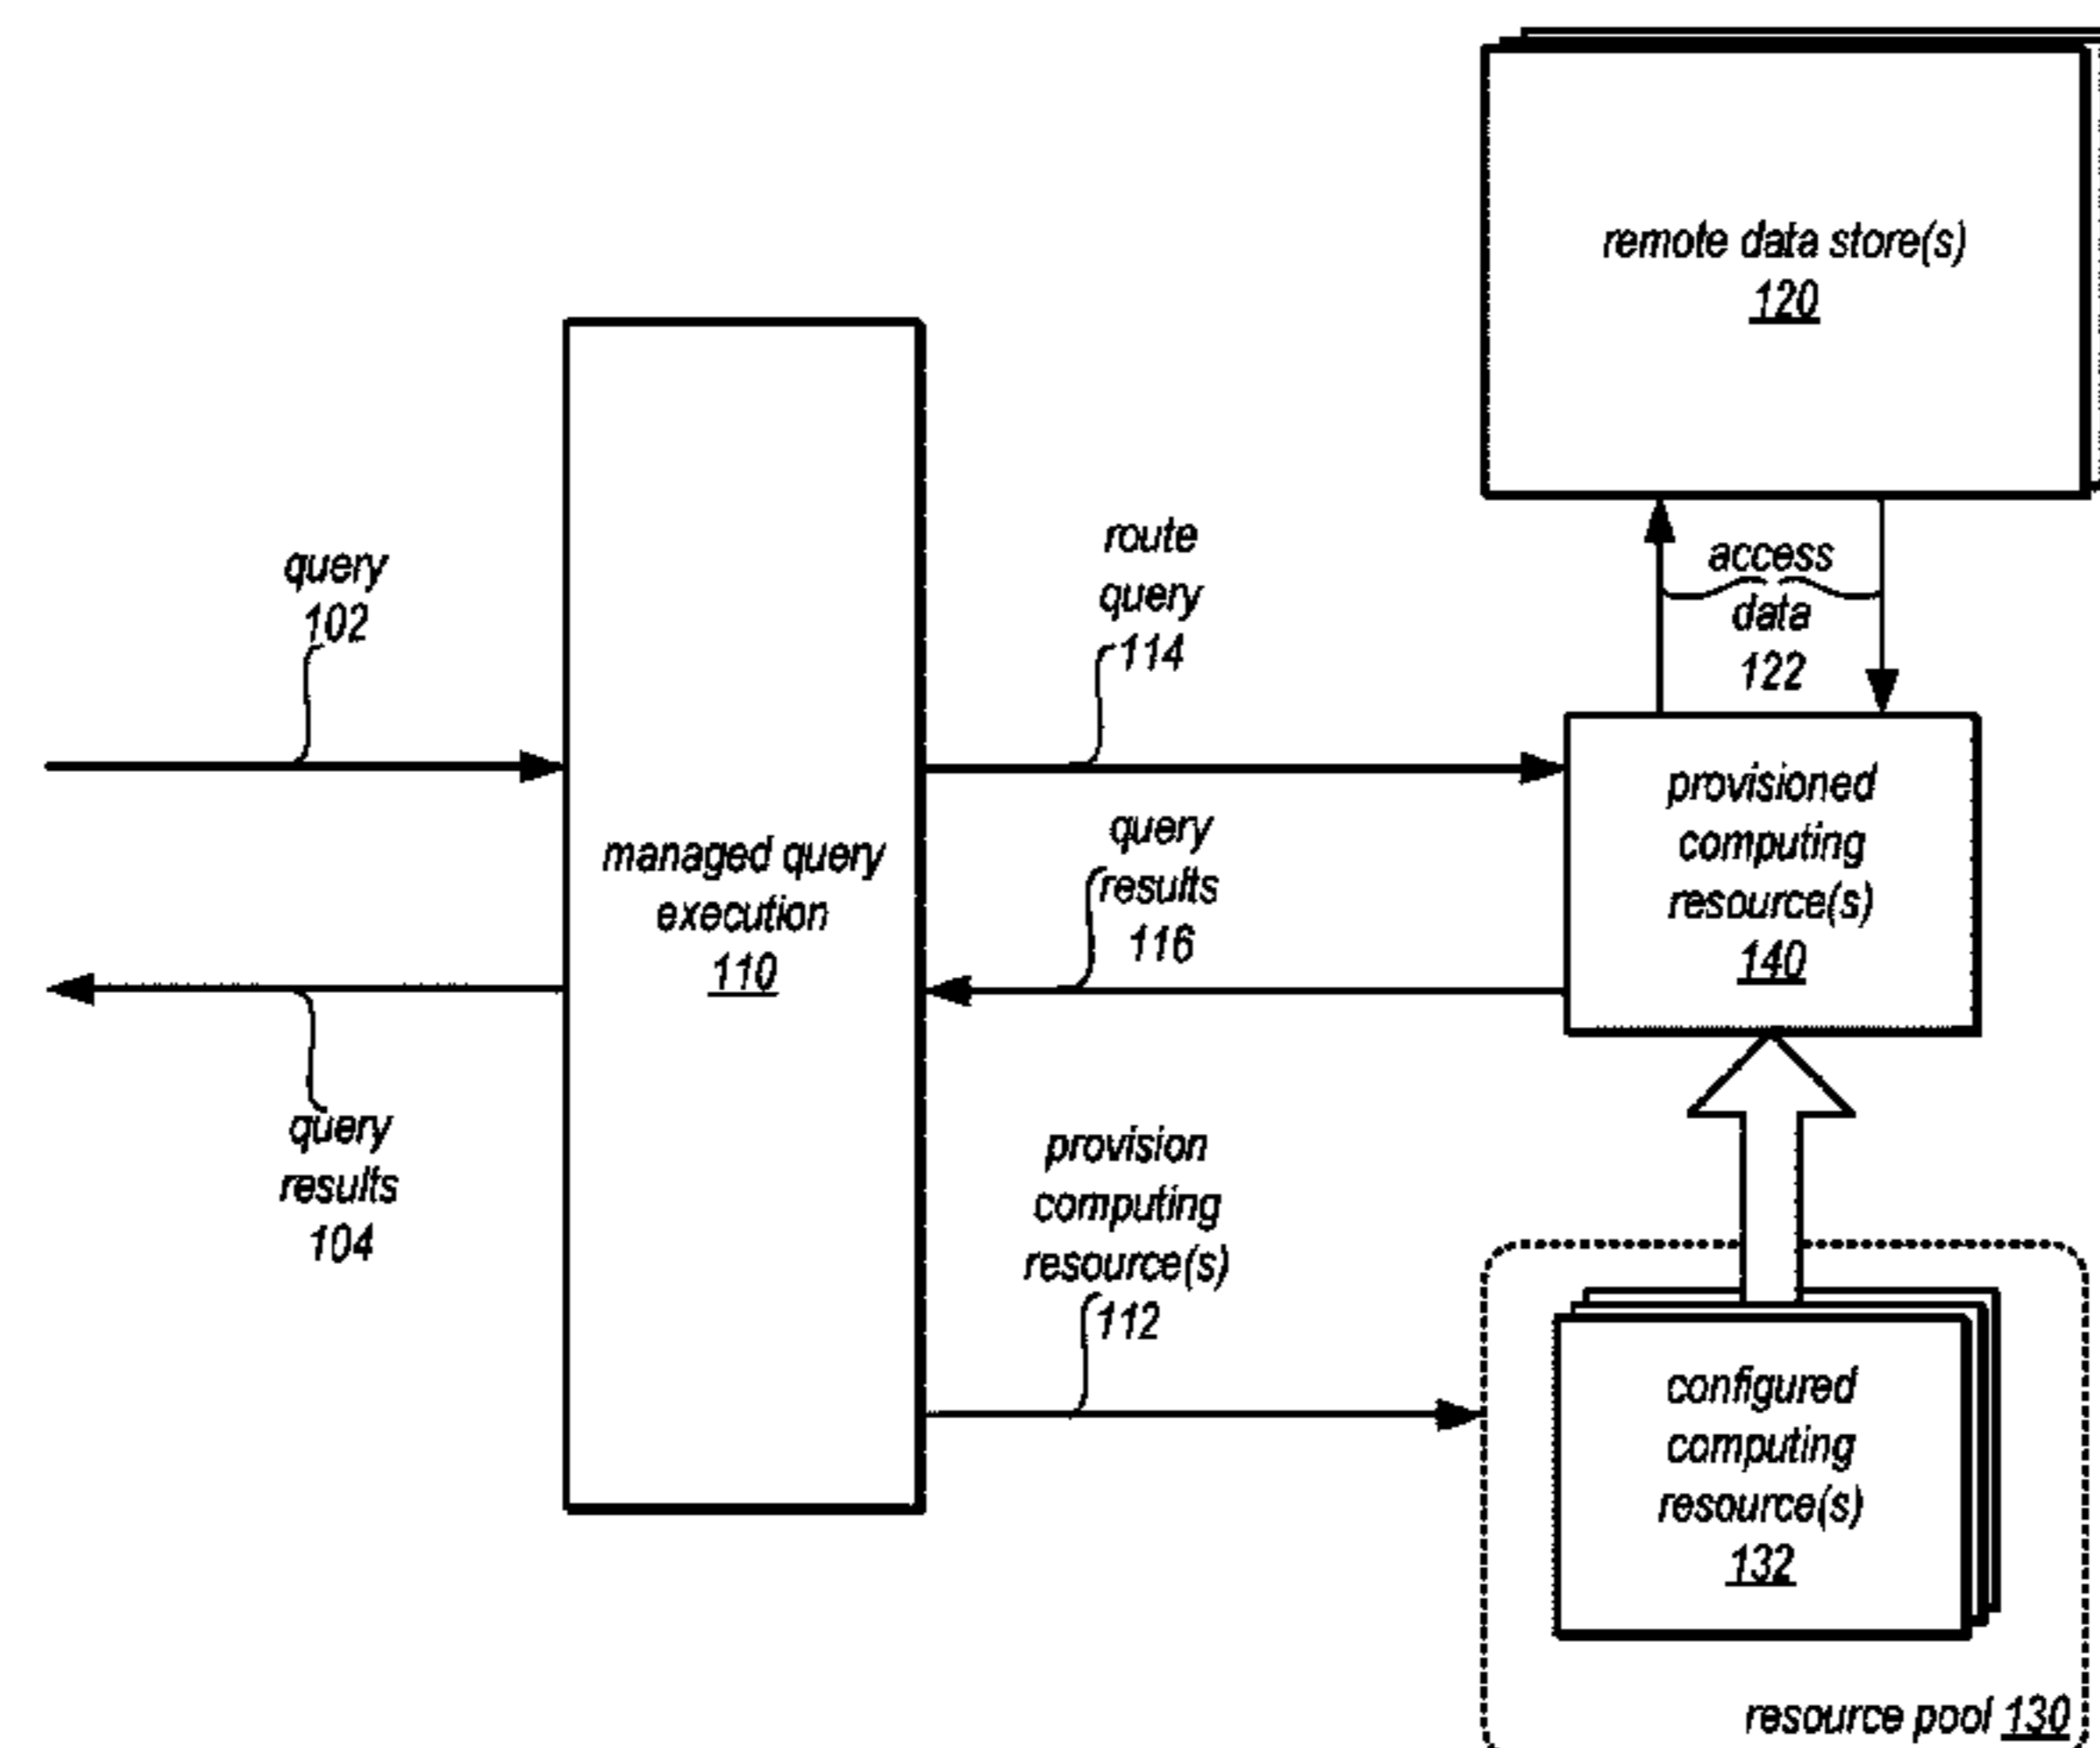 remote data store(s)
120
query
102
route
query
114
access
data
122
managed query
execution
110
provisioned
computing
resource(s)
140
query
results
116
query
results
104
provision
computing
resource(s)
112
configured
computing
resource(s)
132
resource pool 130